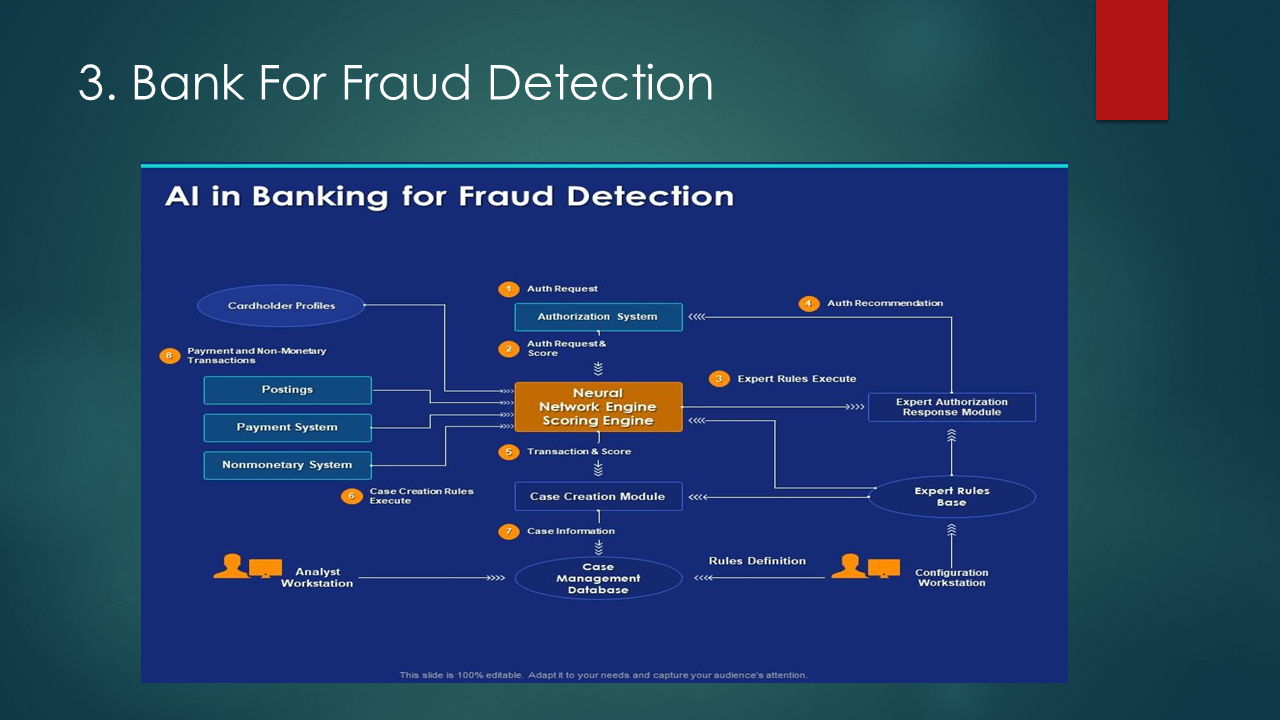 3. Bank For Fraud Detection
AI in Banking for Fraud Detection
Cardholder Profiles
1
Auth Request
Authorization System
4
Auth Recommendation
8
Payment and Non-Monetary
Transactions
2
Auth Request&
Score
Postings
Payment System
Nonmonetary System
Neural
Network Engine
Scoring Engine
3
Expert Rules Execute
Expert Authorization
Response Module
5
Transaction & Score
6
Case Creation Rules
Execute
Case Creation Module
Expert Rules
Base
7
Case Information
Analyst
Workstation
Case
Management
Database
Rules Definition
Configuration
Workstation
This slide is 100% editable. Adapt it to your needs and capture your audience's attention.